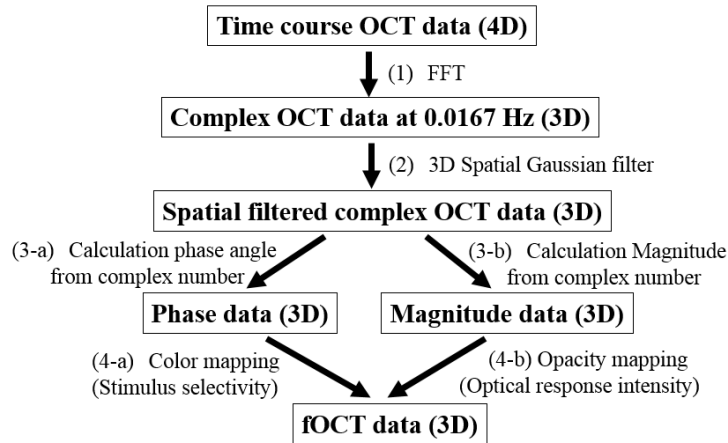 Time course OCT data (4D)
(1) FFT
Complex OCT data at 0.0167 Hz (3D)
(2) 3D Spatial Gaussian filter
Spatial filtered complex OCT data (3D)
(3-a) Calculation phase angle
from complex number
(3-b) Calculation Magnitude
from complex number
Phase data (3D)
Magnitude data (3D)
(4-a) Color mapping
(Stimulus selectivity)
(4-b) Opacity mapping
(Optical response intensity)
fOCT data (3D)